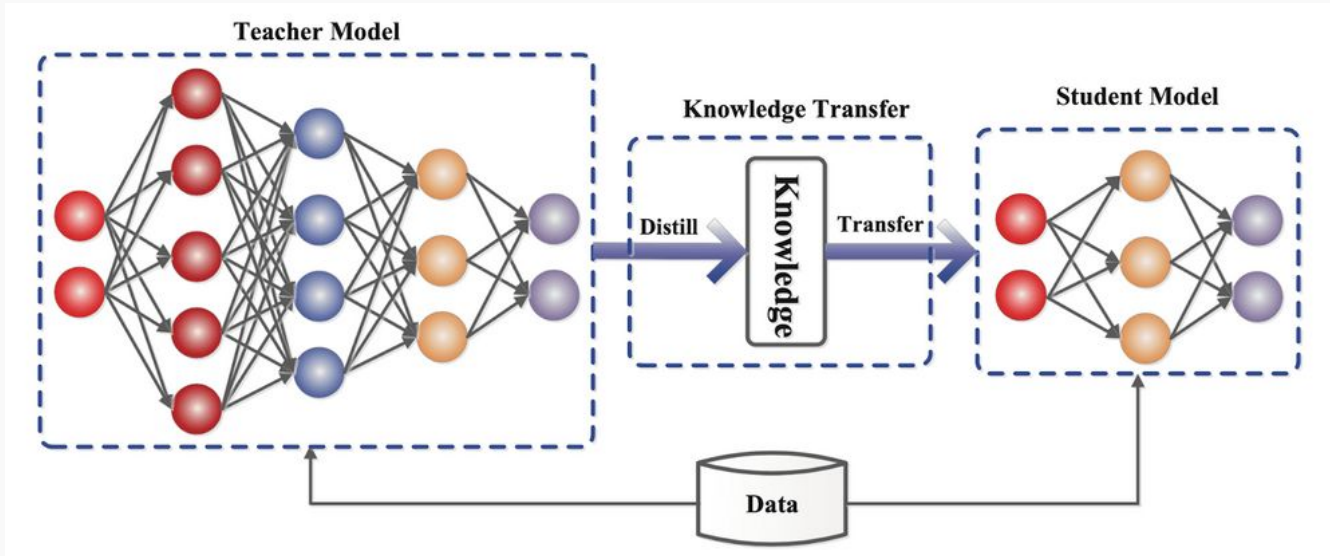 Teacher Model
Knowledge Transfer
Student Model
Distill
Knowledge
Transfer
Data